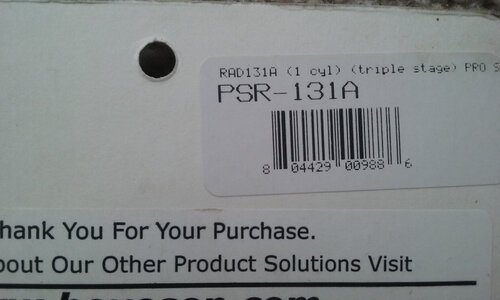 RAD131A (1 cyl) (triple stage) PRO S
PSR-131A
8 04429 00988 6
hank You For Your Purchase.
bout Our Other Product Solutions Visit